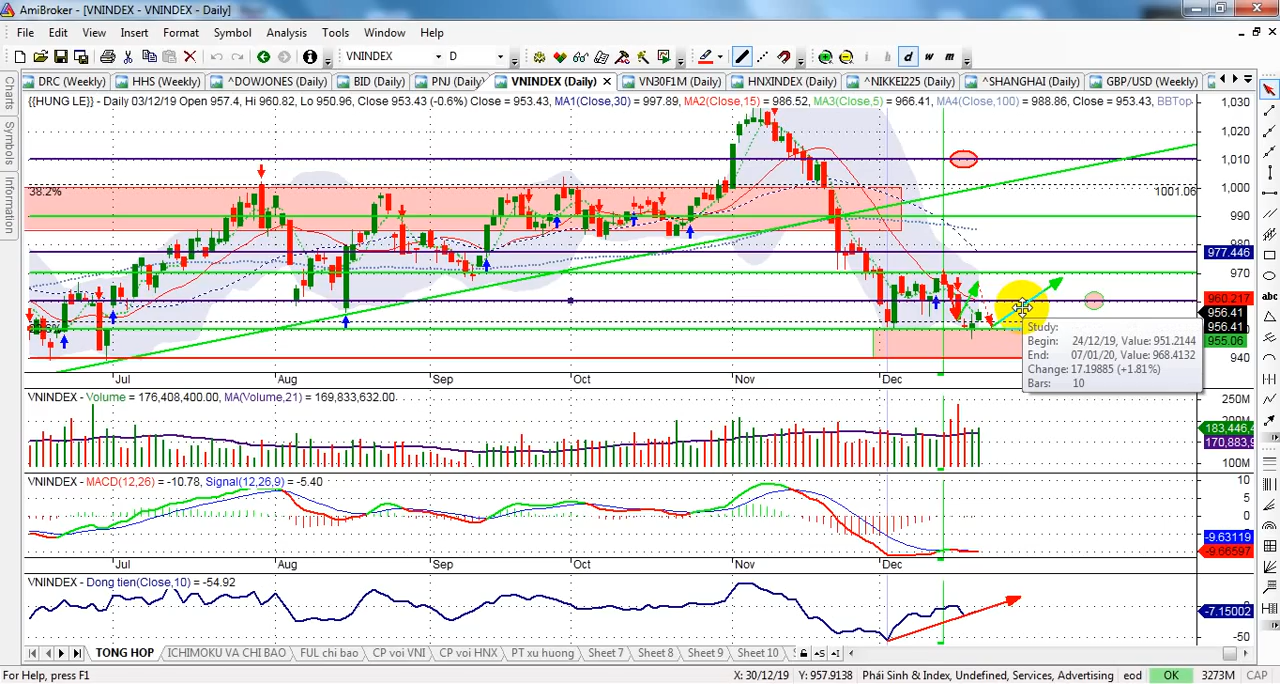 AmiBroker - [VNINDEX - VNINDEX - Daily]
File Edit View Insert Format Symbol Analysis Tools Window Help
VNINDEX D i h d w m
DRC (Weekly) HHS (Weekly) ^DOWJONES (Daily) BID (Daily) PNJ (Daily) VNINDEX (Daily) VN30F1M (Daily) HNXINDEX (Daily) ^NIKKEI225 (Daily) ^SHANGHAI (Daily) GBP/USD (Weekly)
Charts
Symbols
Information
{{HUNG LE}} - Daily 03/12/19 Open 957.4, Hi 960.82, Lo 950.96, Close 953.43 (-0.6%) Close = 953.43, MA1(Close,30) = 997.89, MA2(Close,15) = 986.52, MA3(Close,5) = 966.41, MA4(Close,100) = 988.86, Close = 953.43, BBTop
1,030
1,020
1,010
38.2%
1001.06
1,000
990
980
977.446
970
960.217
956.41
956.41
955.06
940
abc
Study:
Begin: 24/12/19, Value: 951.2144
End: 07/01/20, Value: 968.4132
Change: 17.19885 (+1.81%)
Bars: 10
Jul Aug Sep Oct Nov Dec
VNINDEX - Volume = 176,408,400.00, MA(Volume,21) = 169,833,632.00
250M
200M
183,446,4
170,883,9
100M
VNINDEX - MACD(12,26) = -10.78, Signal(12,26,9) = -5.40
10
5
0
-9.63119
-9.66597
Jul Aug Sep Oct Nov Dec
VNINDEX - Dong tien(Close,10) = -54.92
-7.15002
-50
TONG HOP ICHIMOKU VA CHI BAO FUL chi bao CP voi VNI CP voi HNX PT xu huong Sheet 7 Sheet 8 Sheet 9 Sheet 10
For Help, press F1 X: 30/12/19 Y: 957.9138 Phái Sinh & Index, Undefined, Services, Advertising eod OK 3273M CAP